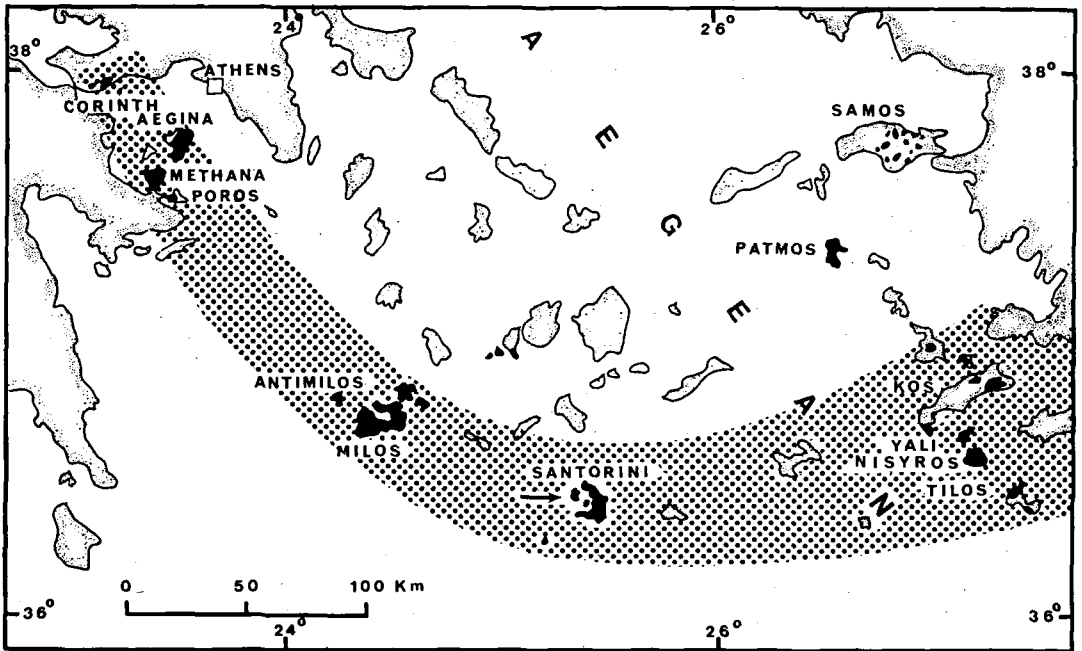 24°
26°
38°
38°
ATHENS
CORINTH
AEGINA
METHANA
POROS
SAMOS
PATMOS
A E G E A N
ANTIMILOS
MILOS
SANTORINI
KOS
YALI
NISYROS
TILOS
0 50 100 Km
36°
36°
24°
26°